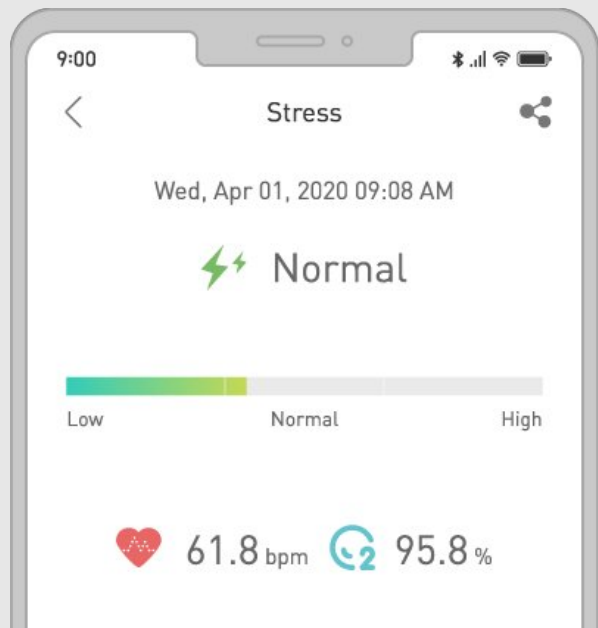 9:00
Stress
Wed, Apr 01, 2020 09:08 AM
Normal
Low Normal High
61.8 bpm 2 95.8 %